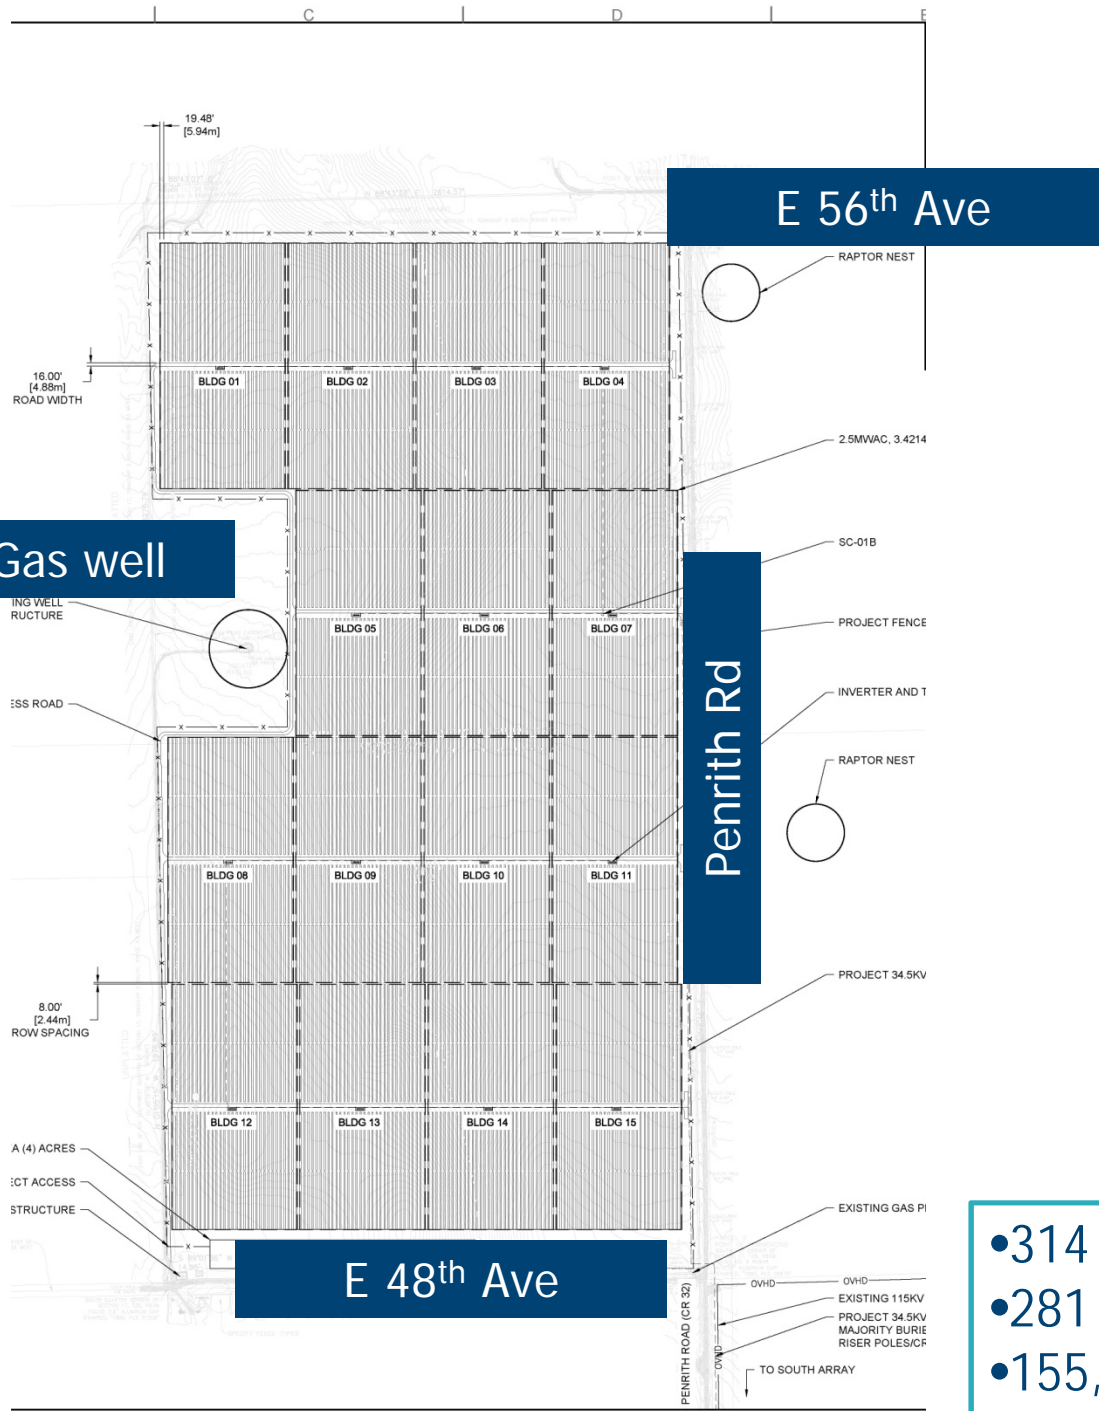 C
D
19.48'
[5.94m]
E 56th Ave
RAPTOR NEST
16.00'
[4.88m]
ROAD WIDTH
BLDG 01
BLDG 02
BLDG 03
BLDG 04
2.5MWAC, 3.4214
Gas well
SC-01B
ING WELL
RUCTURE
BLDG 05
BLDG 06
BLDG 07
PROJECT FENCE
Penrith Rd
INVERTER AND T
ESS ROAD
RAPTOR NEST
BLDG 08
BLDG 09
BLDG 10
BLDG 11
PROJECT 34.5KV
8.00'
[2.44m]
ROW SPACING
BLDG 12
BLDG 13
BLDG 14
BLDG 15
A (4) ACRES
ECT ACCESS
STRUCTURE
EXISTING GAS PI
E 48th Ave
•314
•281
•155,
OVHD
OVHD
EXISTING 115KV
PROJECT 34.5KV
MAJORITY BURIE
RISER POLES/CR
OVHD
TO SOUTH ARRAY
PENRITH ROAD (CR 32)